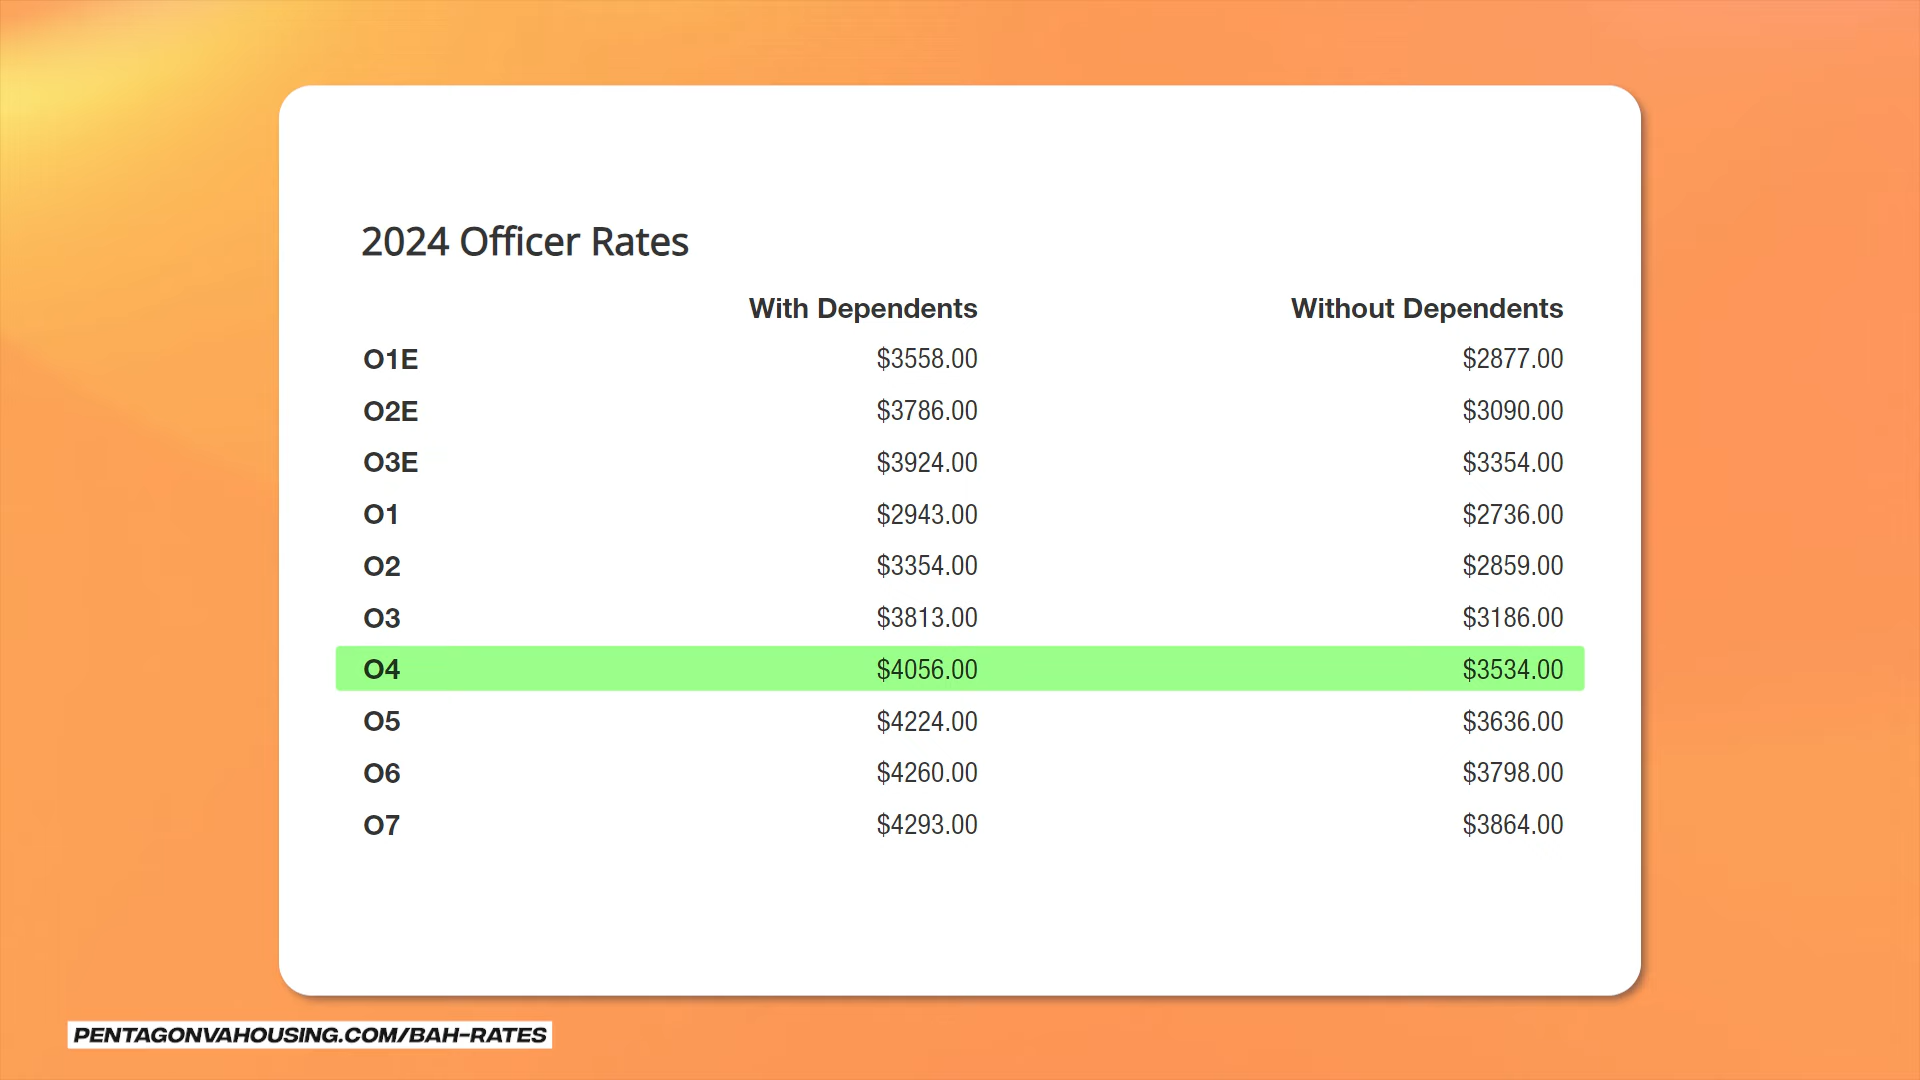 2024 Officer Rates
With Dependents Without Dependents
O1E $3558.00 $2877.00
O2E $3786.00 $3090.00
O3E $3924.00 $3354.00
O1 $2943.00 $2736.00
O2 $3354.00 $2859.00
O3 $3813.00 $3186.00
O4 $4056.00 $3534.00
O5 $4224.00 $3636.00
O6 $4260.00 $3798.00
O7 $4293.00 $3864.00
PENTAGONVAHOUSING.COM/BAH-RATES